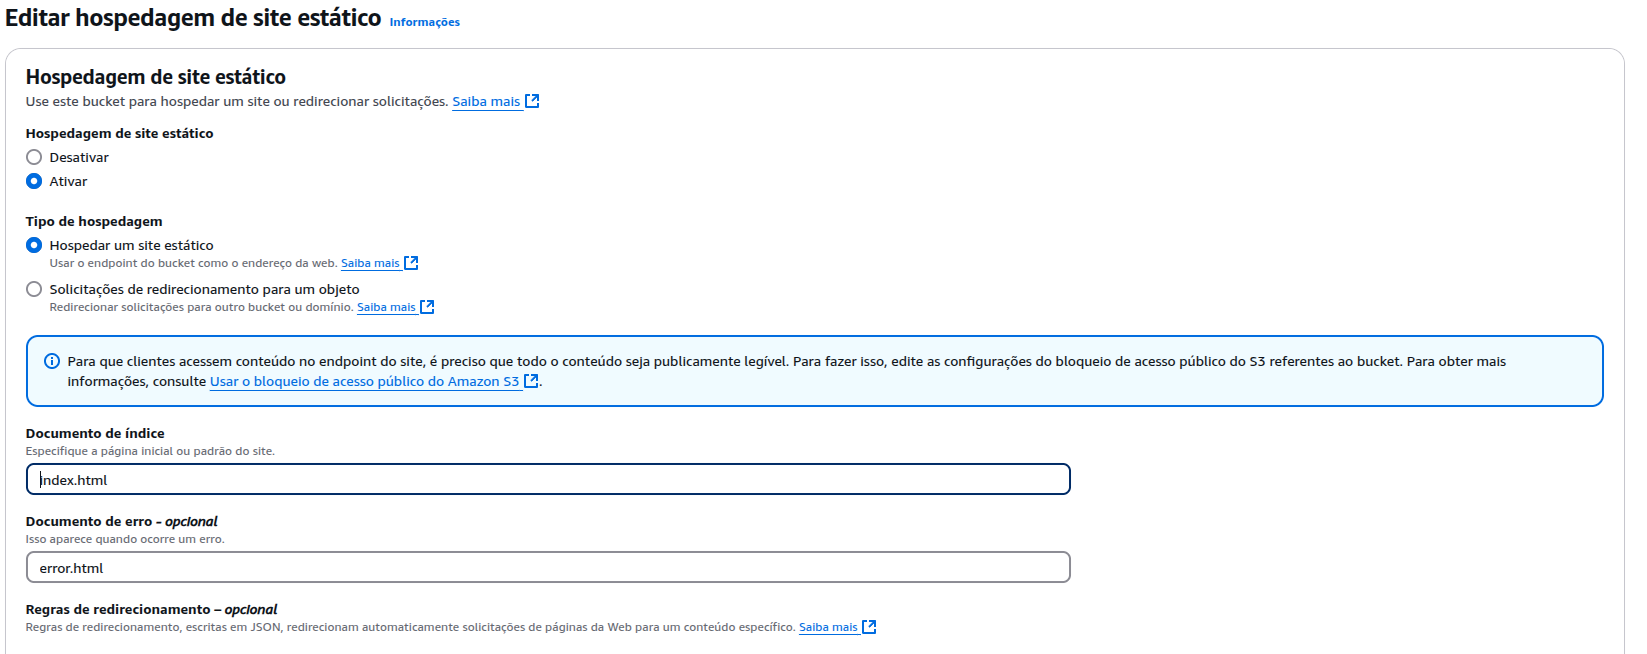 Editar hospedagem de site estático Informações
Hospedagem de site estático
Use este bucket para hospedar um site ou redirecionar solicitações. Saiba mais
Hospedagem de site estático
Desativar
Ativar
Tipo de hospedagem
Hospedar um site estático
Usar o endpoint do bucket como o endereço da web. Saiba mais
Solicitações de redirecionamento para um objeto
Redirecionar solicitações para outro bucket ou domínio. Saiba mais
Para que clientes acessem conteúdo no endpoint do site, é preciso que todo o conteúdo seja publicamente legível. Para fazer isso, edite as configurações do bloqueio de acesso público do S3 referentes ao bucket. Para obter mais
informações, consulte Usar o bloqueio de acesso público do Amazon S3.
Documento de índice
Especifique a página inicial ou padrão do site.
index.html
Documento de erro - opcional
Isso aparece quando ocorre um erro.
error.html
Regras de redirecionamento – opcional
Regras de redirecionamento, escritas em JSON, redirecionam automaticamente solicitações de páginas da Web para um conteúdo específico. Saiba mais